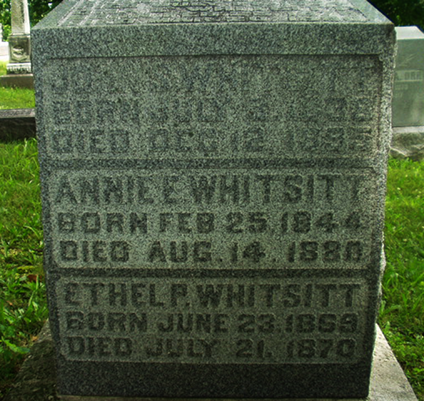 BORN JULY
DIED DEC. 12, 1895
ANNIE E. WHITSITT
BORN FEB 25, 1844
DIED AUG. 14, 1880
ETHEL P. WHITSITT
BORN JUNE 23, 1869
DIED JULY 21, 1870